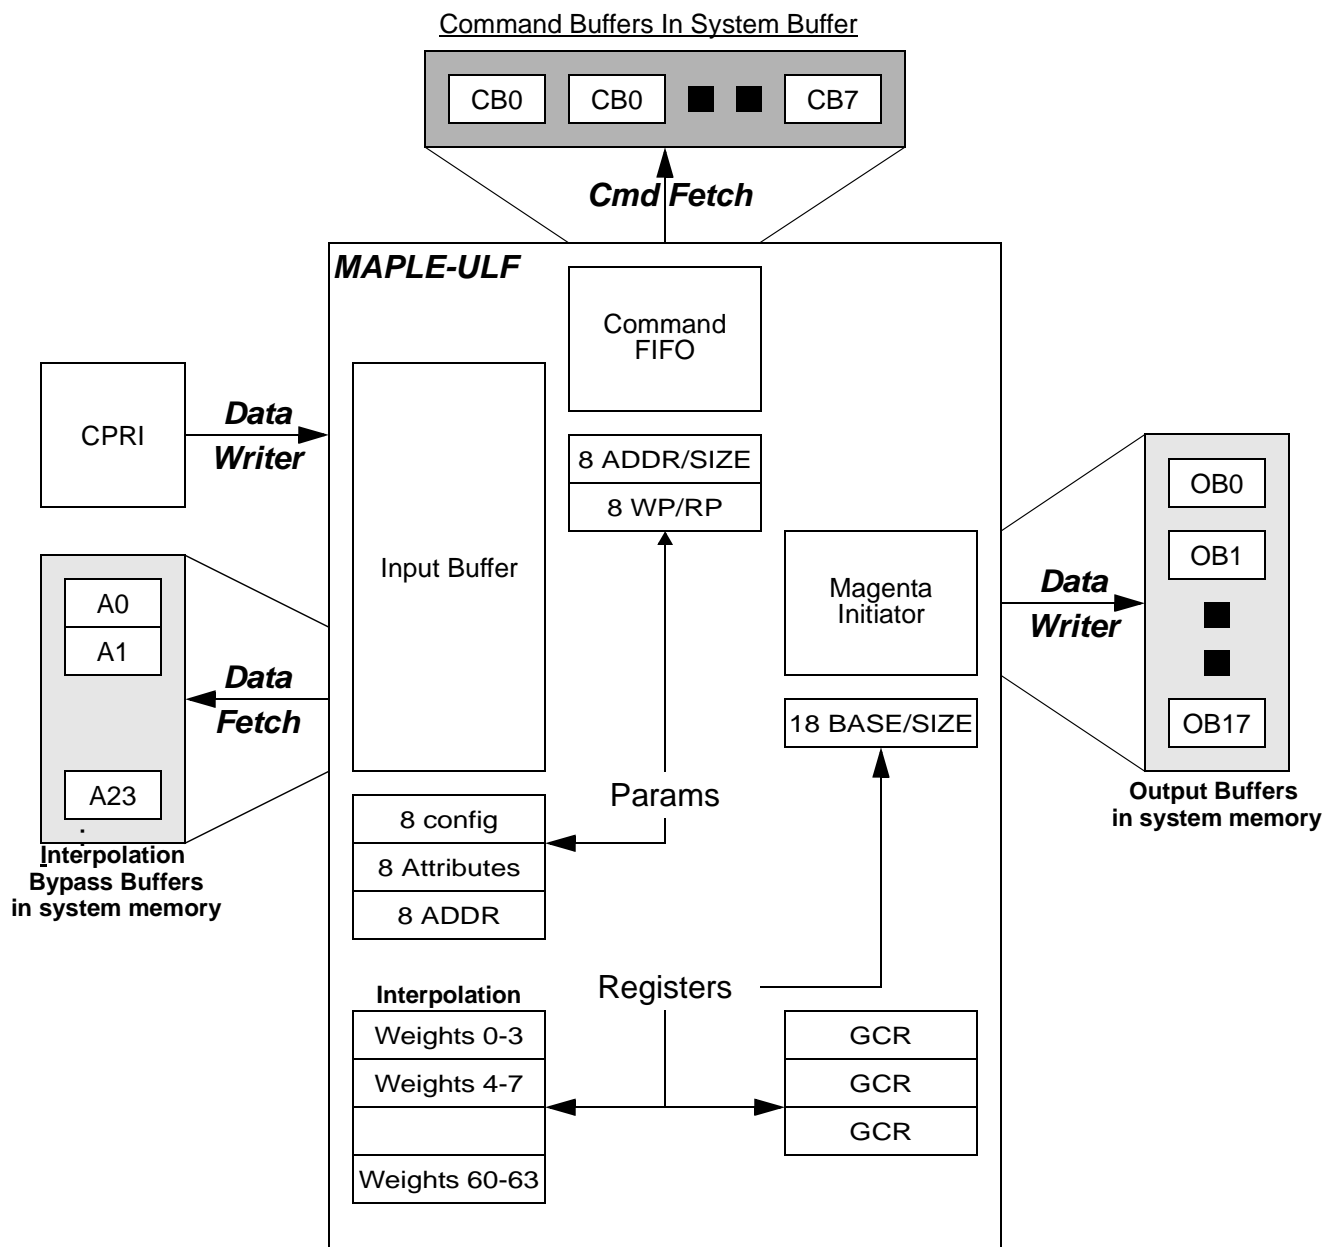 Command Buffers In System Buffer
CB0
CB0
CB7
Cmd Fetch
MAPLE-ULF
Command
FIFO
CPRI
Data
Writer
Input Buffer
8 ADDR/SIZE
8 WP/RP
A0
A1
A23
Data
Fetch
Interpolation
Bypass Buffers
in system memory
Magenta
Initiator
18 BASE/SIZE
Data
Writer
OB0
OB1
OB17
Output Buffers
in system memory
Params
8 config
8 Attributes
8 ADDR
Registers
Interpolation
Weights 0-3
Weights 4-7
Weights 60-63
GCR
GCR
GCR